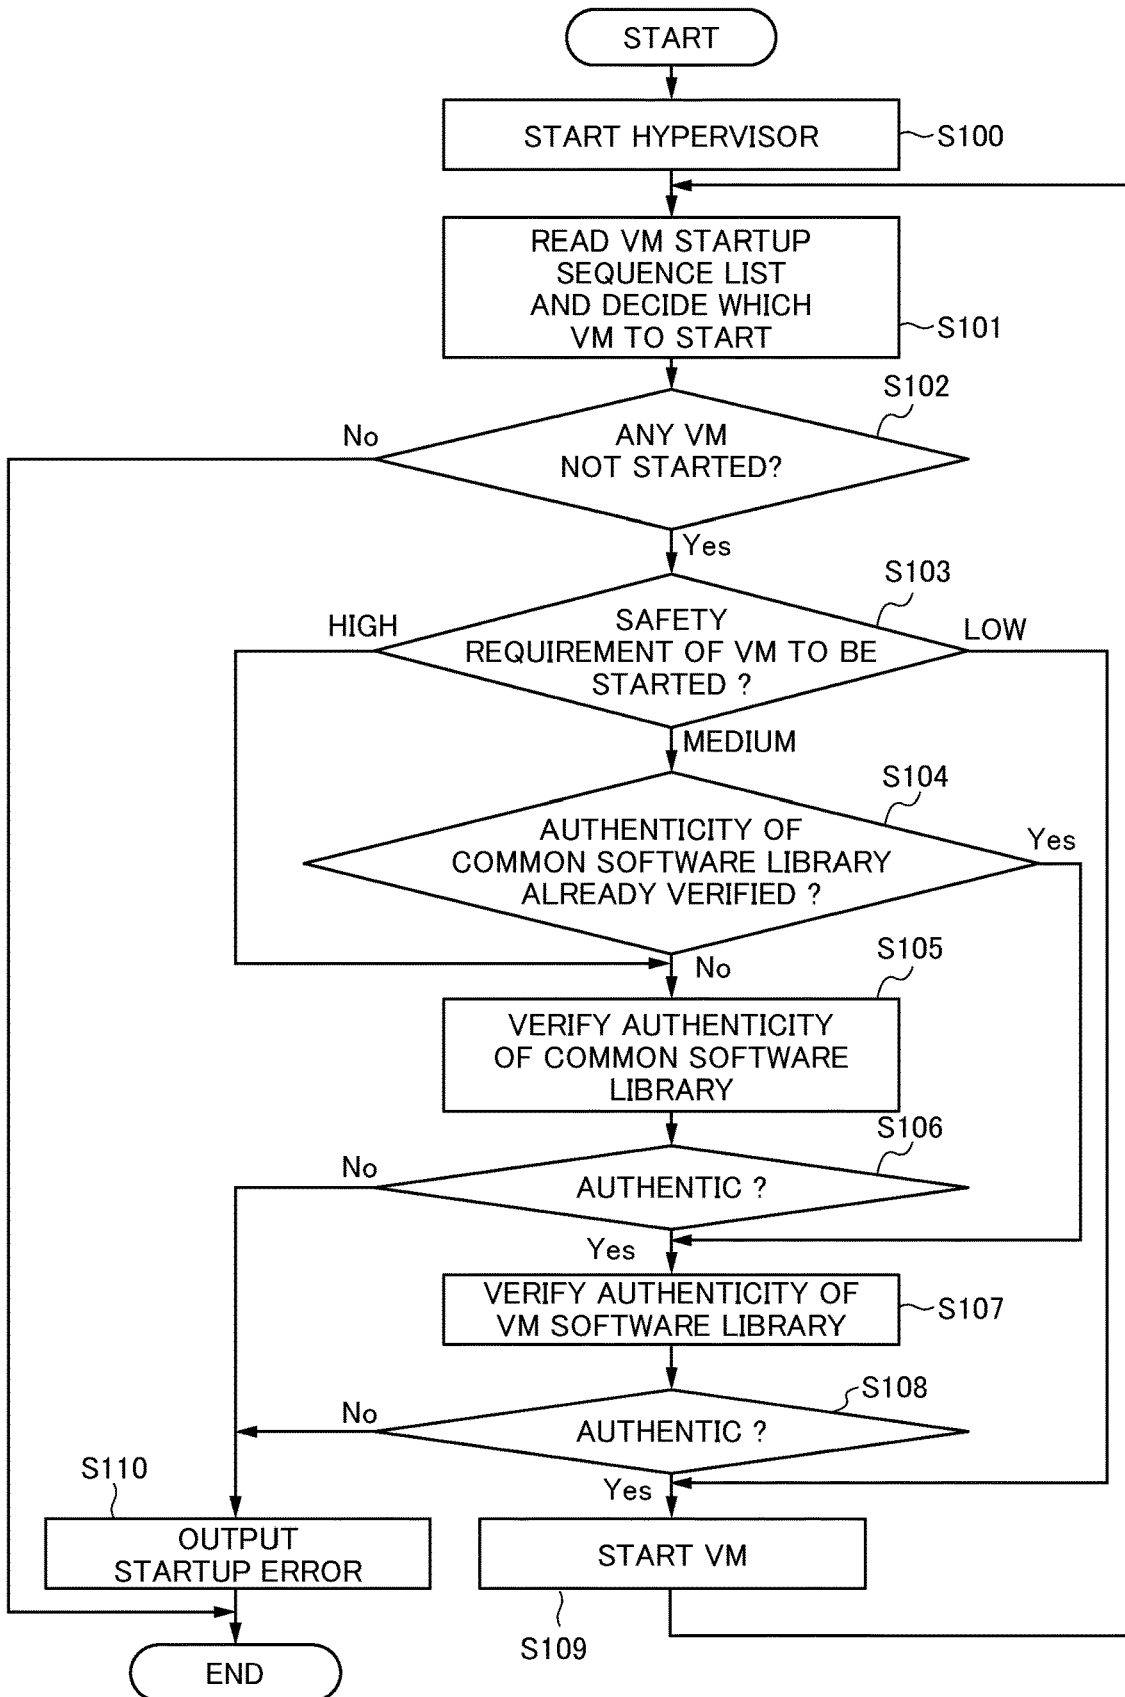 START
START HYPERVISOR
S100
READ VM STARTUP
SEQUENCE LIST
AND DECIDE WHICH
VM TO START
S101
S102
No
ANY VM
NOT STARTED?
Yes
S103
HIGH
SAFETY
REQUIREMENT OF VM TO BE
STARTED ?
LOW
MEDIUM
S104
AUTHENTICITY OF
COMMON SOFTWARE LIBRARY
ALREADY VERIFIED ?
Yes
No
S105
VERIFY AUTHENTICITY
OF COMMON SOFTWARE
LIBRARY
S106
No
AUTHENTIC ?
Yes
VERIFY AUTHENTICITY OF
VM SOFTWARE LIBRARY
S107
S108
No
AUTHENTIC ?
Yes
S110
OUTPUT
STARTUP ERROR
START VM
S109
END